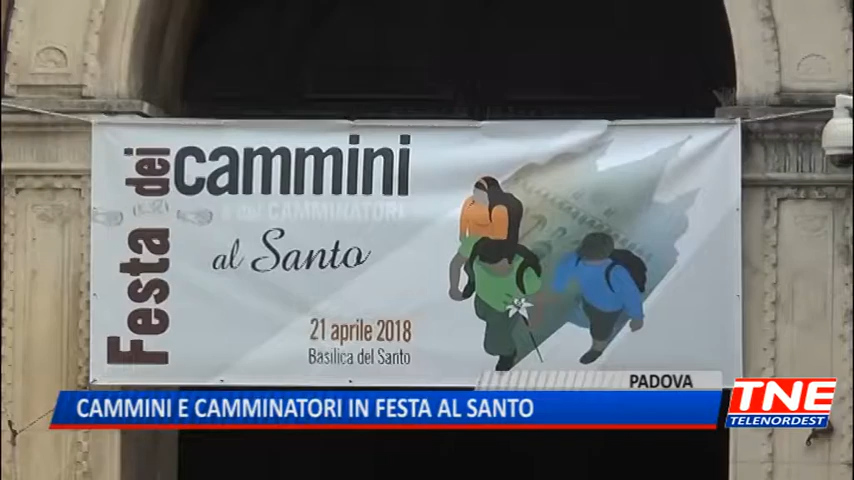 Festa dei cammini
e dei CAMMINATORI
al Santo
21 aprile 2018
Basilica del Santo
PADOVA
CAMMINI E CAMMINATORI IN FESTA AL SANTO
TNE
TELENORDEST